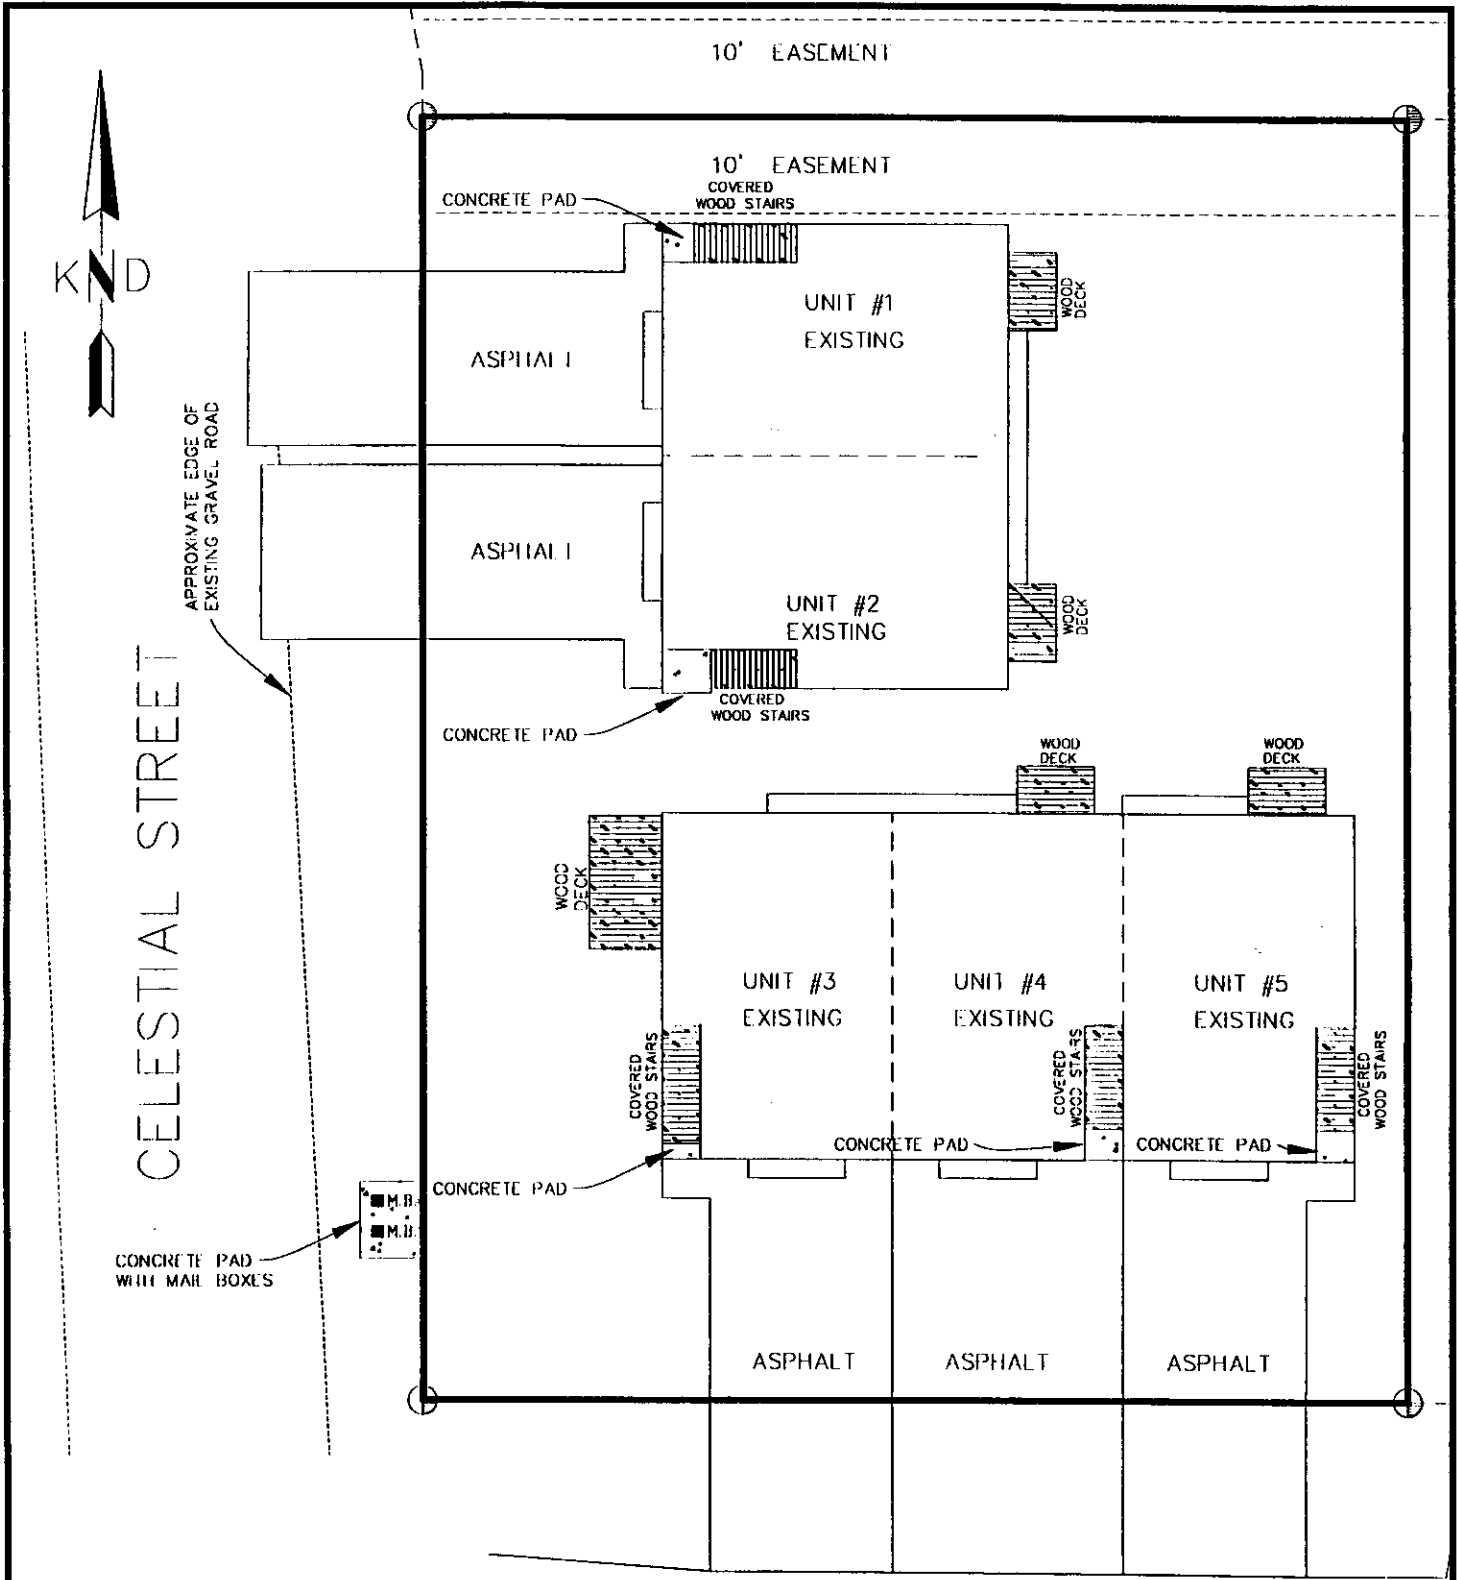 10' EASEMENT
10' EASEMENT
CONCRETE PAD
COVERED
WOOD STAIRS
KND
UNIT #1
EXISTING
WOOD
DECK
ASPHALT
APPROXIMATE EDGE OF
EXISTING GRAVEL ROAD
ASPHALT
UNIT #2
EXISTING
WOOD
DECK
COVERED
WOOD STAIRS
CONCRETE PAD
CELESTIAL STREET
WOOD
DECK
WOOD
DECK
WOOD
DECK
UNIT #3
EXISTING
UNIT #4
EXISTING
UNIT #5
EXISTING
COVERED
WOOD STAIRS
COVERED
WOOD STAIRS
COVERED
WOOD STAIRS
CONCRETE PAD
CONCRETE PAD
CONCRETE PAD
M.B.
M.B.
CONCRETE PAD
WITH MAIL BOXES
ASPHALT
ASPHALT
ASPHALT